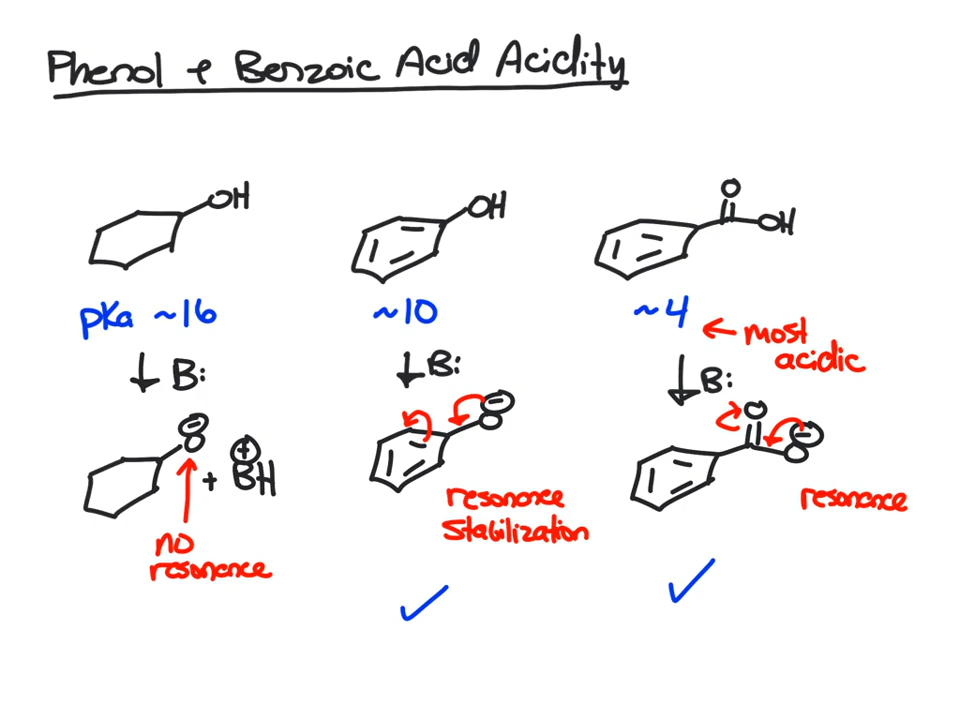 Phenol & Benzoic Acid Acidity
OH
OH
O
OH
pKa ~16
~10
~4
← most
acidic
B:
B:
B:
O⊖
+ ⊕BH
O⊖
O
O⊖
no
resonance
resonance
Stabilization
resonance